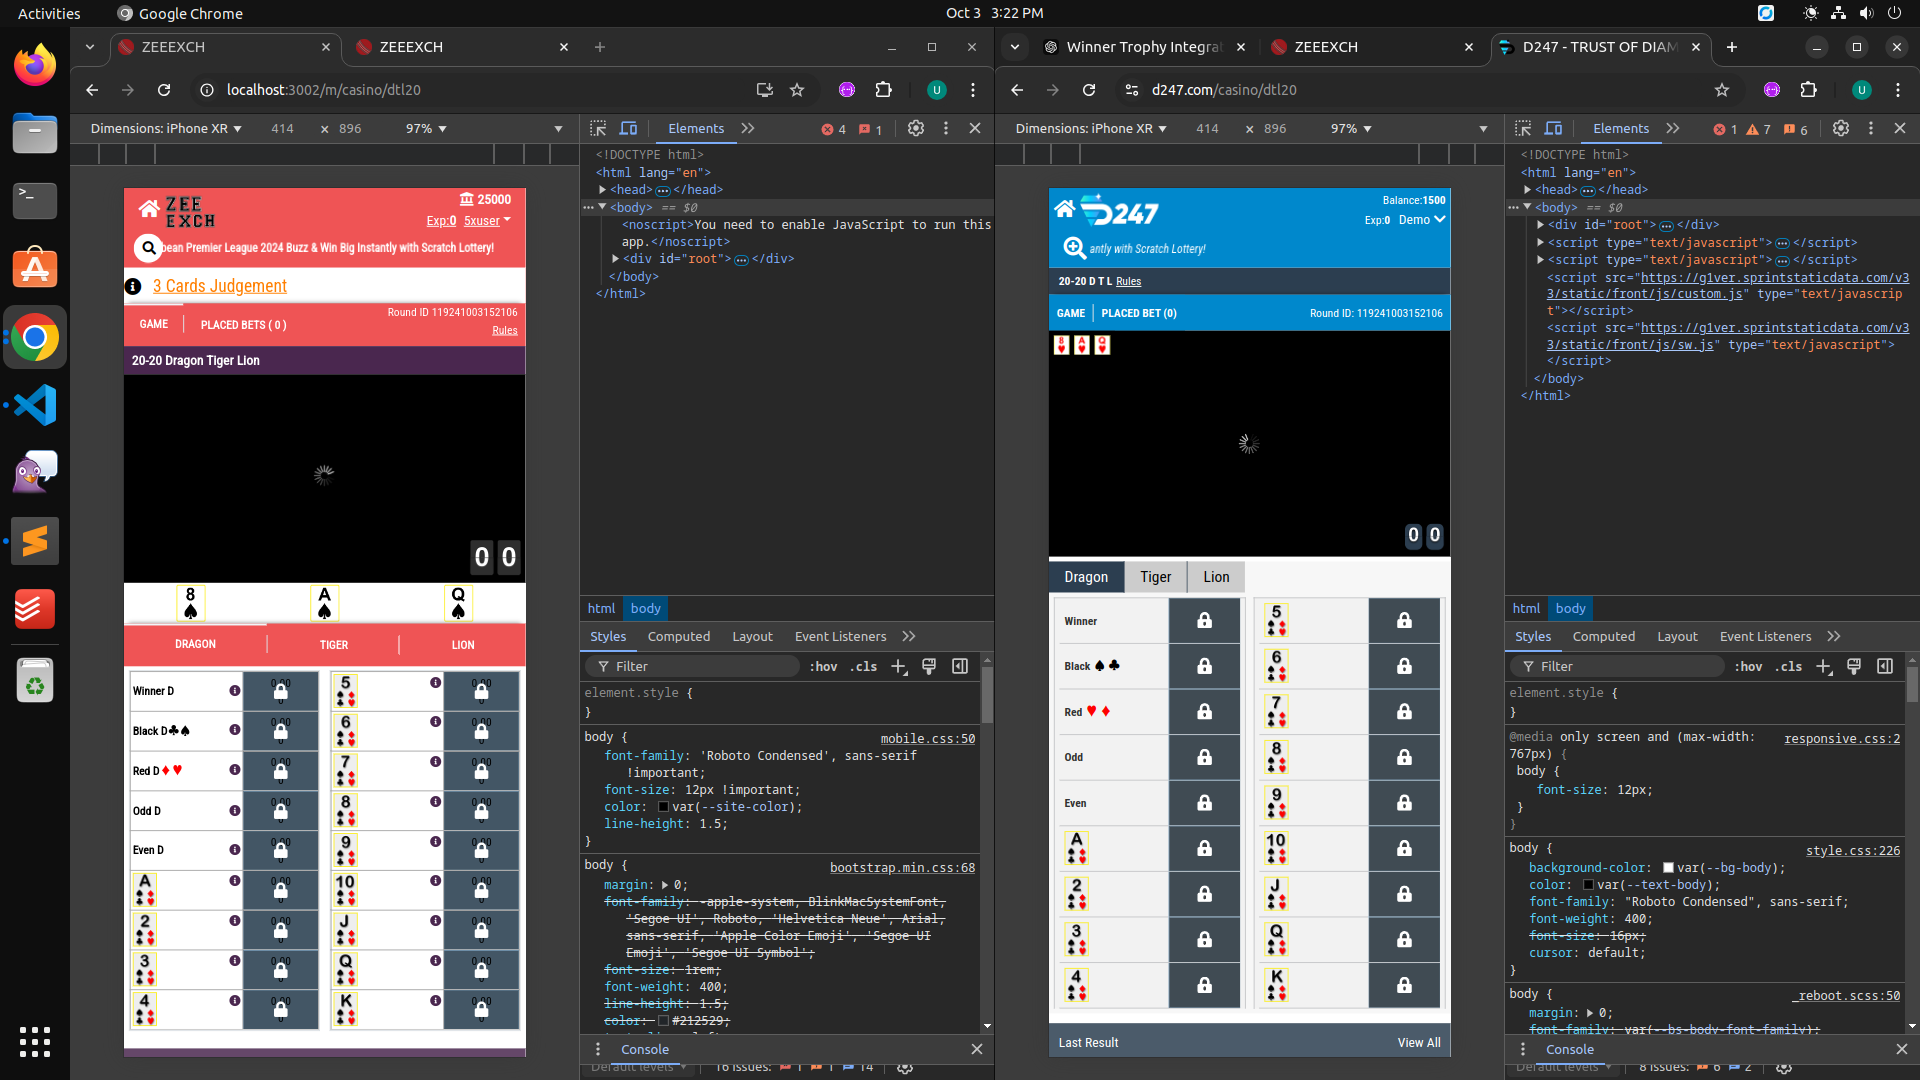 Activities
Google Chrome
Oct 3 3:22 PM
ZEEEXCH
ZEEEXCH
localhost:3002/m/casino/dtl20
U
Dimensions: iPhone XR
414 × 896
97%
Elements
4
1
ZEE
EXCH
25000
Exp:0 5xuser
bean Premier League 2024 Buzz & Win Big Instantly with Scratch Lottery!
3 Cards Judgement
GAME
PLACED BETS ( 0 )
Round ID 119241003152106
Rules
20-20 Dragon Tiger Lion
0 0
8 A Q
DRAGON
TIGER
LION
Winner D
5
Black D
6
Red D
7
Odd D
8
Even D
9
A
10
2
J
3
Q
4
K
<!DOCTYPE html>
<html lang="en">
<head> </head>
<body> == $0
<noscript>You need to enable JavaScript to run this
app.</noscript>
<div id="root"> </div>
</body>
</html>
html body
Styles Computed Layout Event Listeners
Filter
:hov .cls
element.style {
}
body {
mobile.css:50
font-family: 'Roboto Condensed', sans-serif
!important;
font-size: 12px !important;
color: var(--site-color);
line-height: 1.5;
}
body {
bootstrap.min.css:68
margin: 0;
font-family: -apple-system, BlinkMacSystemFont,
'Segoe UI', Roboto, 'Helvetica Neue', Arial,
sans-serif, 'Apple Color Emoji', 'Segoe UI
Emoji', 'Segoe UI Symbol';
font-size: 1rem;
font-weight: 400;
line-height: 1.5;
color: #212529;
Console
Default levels
16 Issues: 1 1 14
Winner Trophy Integrat
ZEEEXCH
D247 - TRUST OF DIAM
d247.com/casino/dtl20
U
Dimensions: iPhone XR
414 × 896
97%
Elements
1
7
6
D247
Balance:1500
Exp:0 Demo
antly with Scratch Lottery!
20-20 D T L Rules
GAME
PLACED BET (0)
Round ID: 119241003152106
8 A Q
0 0
Dragon Tiger Lion
Winner
5
Black
6
Red
7
Odd
8
Even
9
A
10
2
J
3
Q
4
K
Last Result
View All
<!DOCTYPE html>
<html lang="en">
<head> </head>
<body> == $0
<div id="root"> </div>
<script type="text/javascript"> </script>
<script type="text/javascript"> </script>
<script src="https://g1ver.sprintstaticdata.com/v3
3/static/front/js/custom.js" type="text/javascrip
t"></script>
<script src="https://g1ver.sprintstaticdata.com/v3
3/static/front/js/sw.js" type="text/javascript">
</script>
</body>
</html>
html body
Styles Computed Layout Event Listeners
Filter
:hov .cls
element.style {
}
@media only screen and (max-width:
responsive.css:2
767px) {
body {
font-size: 12px;
}
}
body {
style.css:226
background-color: var(--bg-body);
color: var(--text-body);
font-family: "Roboto Condensed", sans-serif;
font-weight: 400;
font-size: 16px;
cursor: default;
}
body {
_reboot.scss:50
margin: 0;
font-family: var(--bs-body-font-family);
Console
Default levels
8 Issues: 6 2